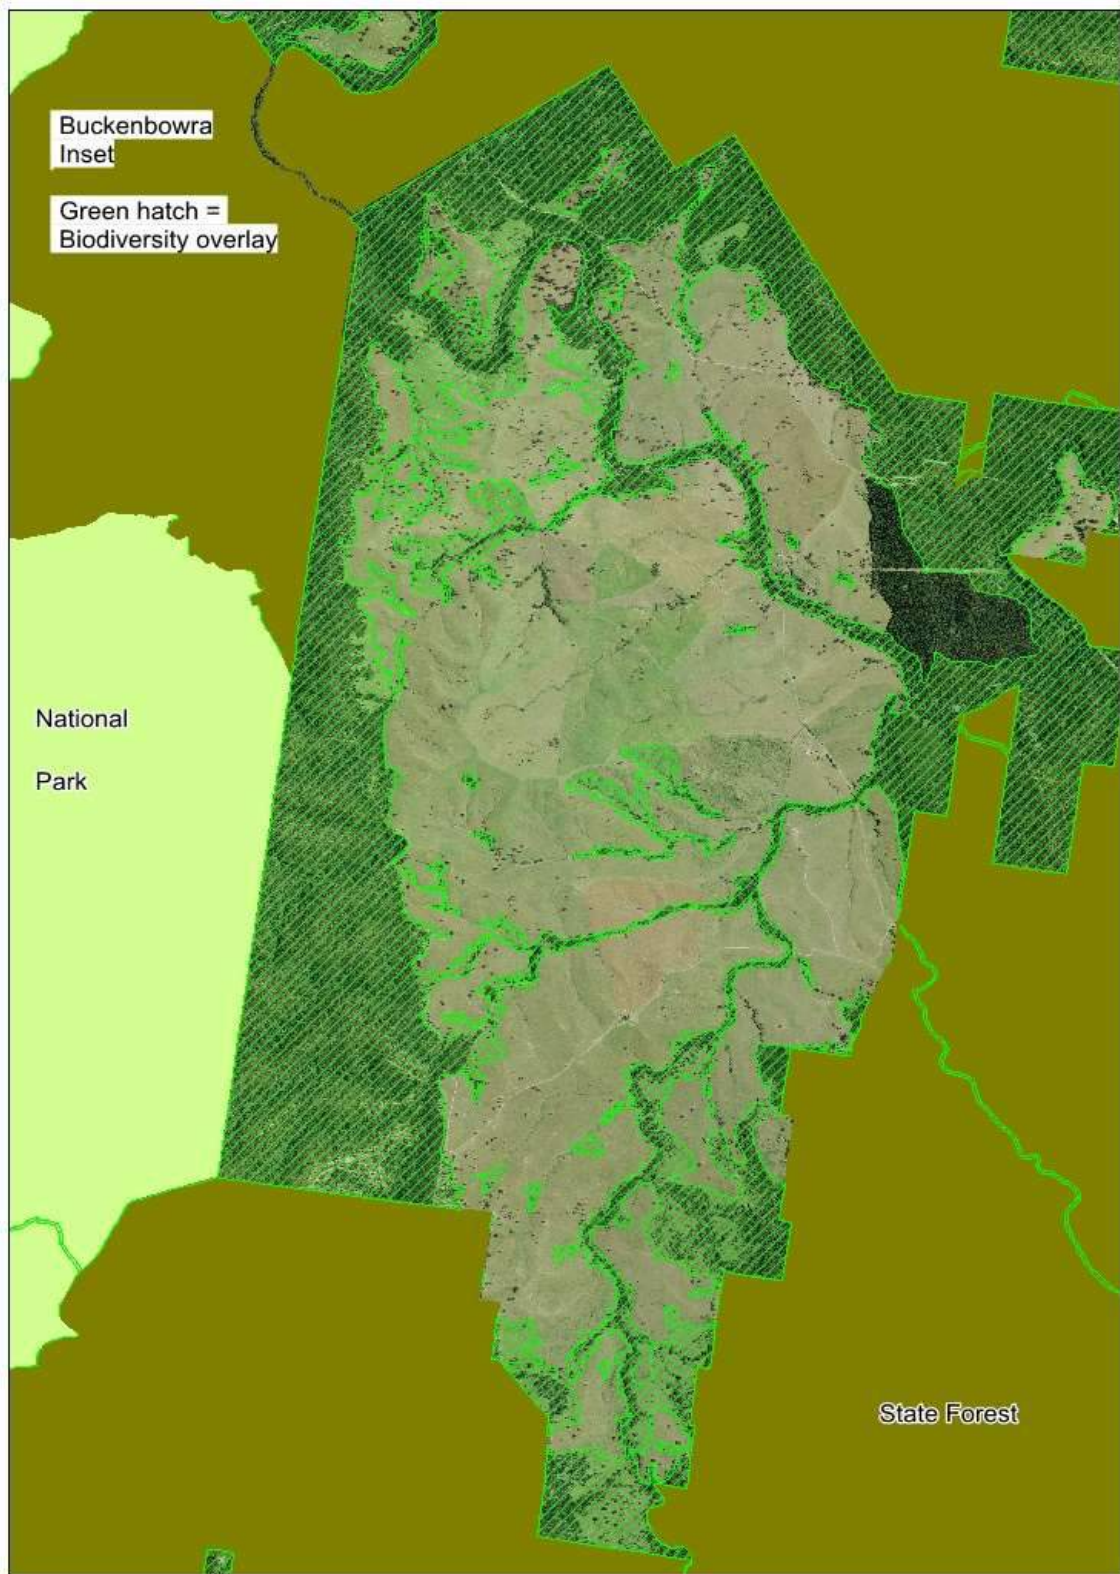 Buckenbowra
Inset
Green hatch =
Biodiversity overlay
National
Park
State Forest